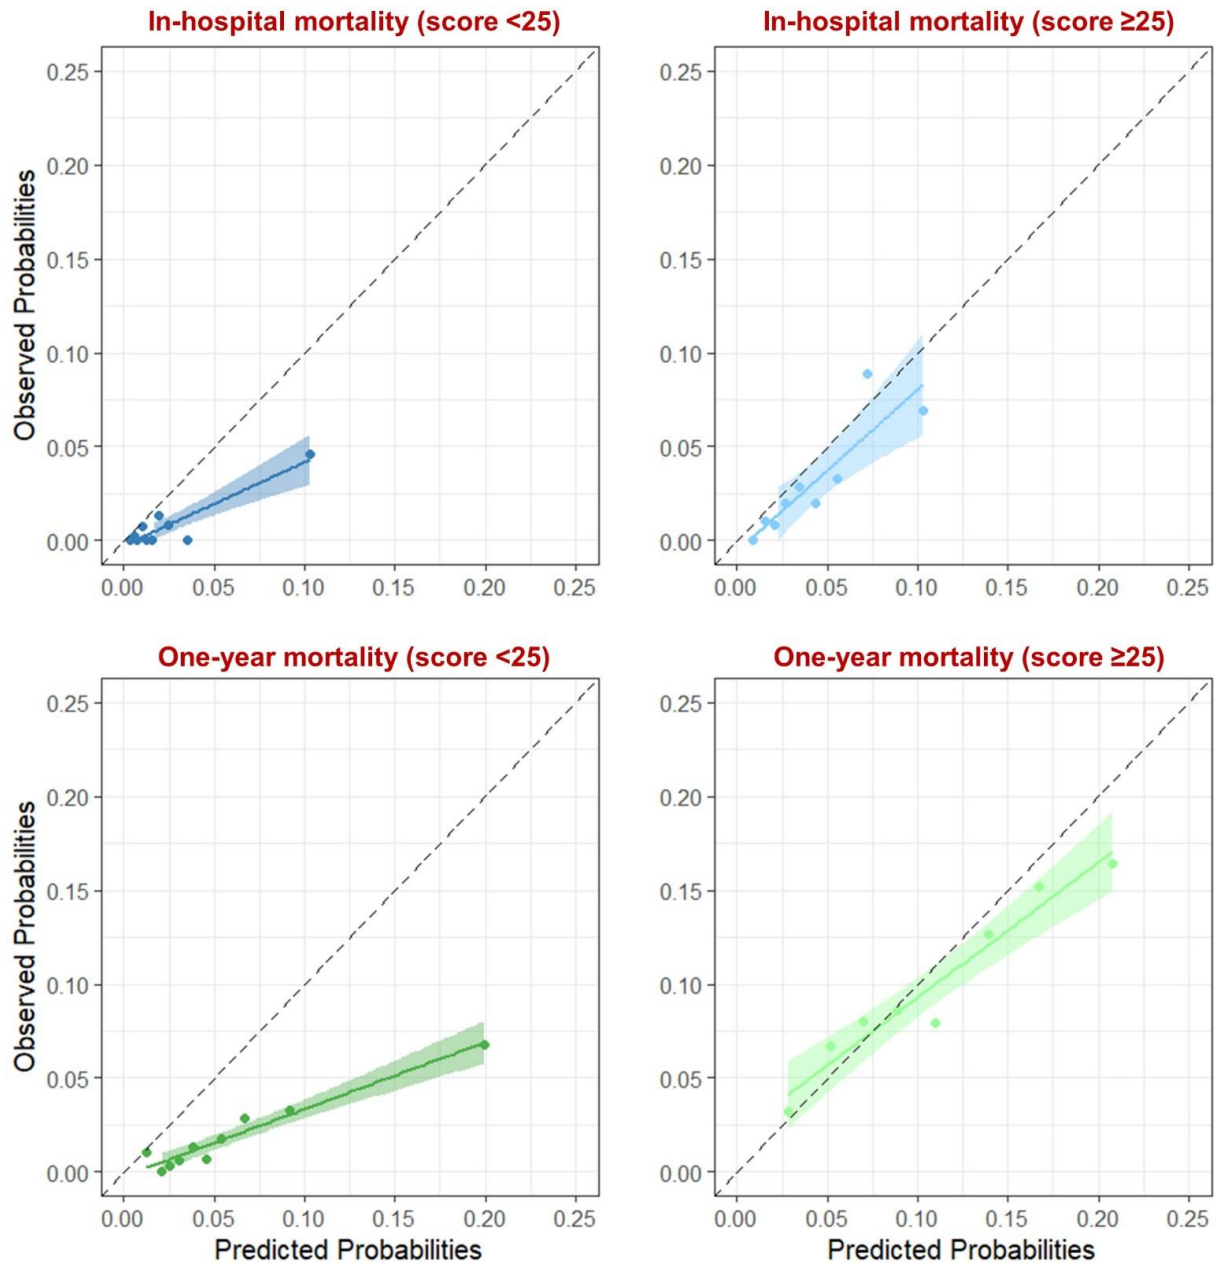 In-hospital mortality (score <25)
In-hospital mortality (score ≥25)
Observed Probabilities
0.25
0.20
0.15
0.10
0.05
0.00
0.00 0.05 0.10 0.15 0.20 0.25
0.25
0.20
0.15
0.10
0.05
0.00
0.00 0.05 0.10 0.15 0.20 0.25
One-year mortality (score <25)
One-year mortality (score ≥25)
Observed Probabilities
0.25
0.20
0.15
0.10
0.05
0.00
0.00 0.05 0.10 0.15 0.20 0.25
Predicted Probabilities
0.25
0.20
0.15
0.10
0.05
0.00
0.00 0.05 0.10 0.15 0.20 0.25
Predicted Probabilities